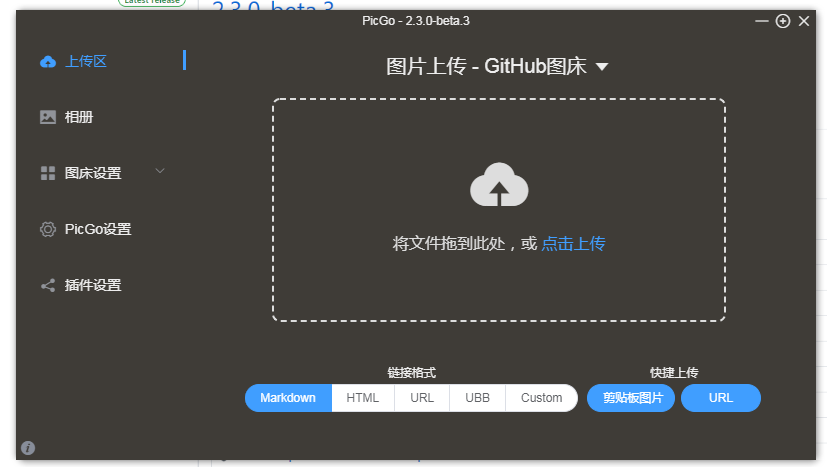 Latest release
2.3.0-beta.3
PicGo - 2.3.0-beta.3
上传区
相册
图床设置
PicGo设置
插件设置
图片上传 - GitHub图床
将文件拖到此处，或 点击上传
链接格式
快捷上传
Markdown HTML URL UBB Custom 剪贴板图片 URL